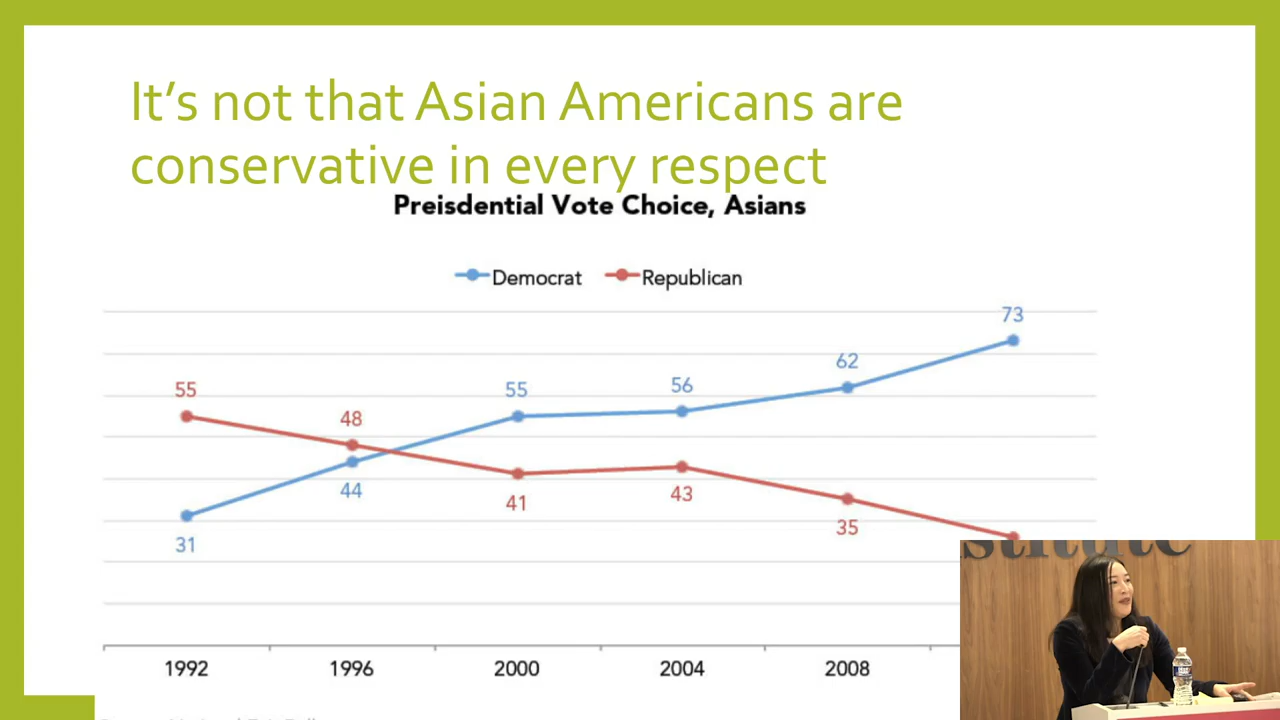 It's not that Asian Americans are
conservative in every respect
Preisdential Vote Choice, Asians
Democrat Republican
73
62
55 55 56
48
44 41 43 35
31
1992 1996 2000 2004 2008